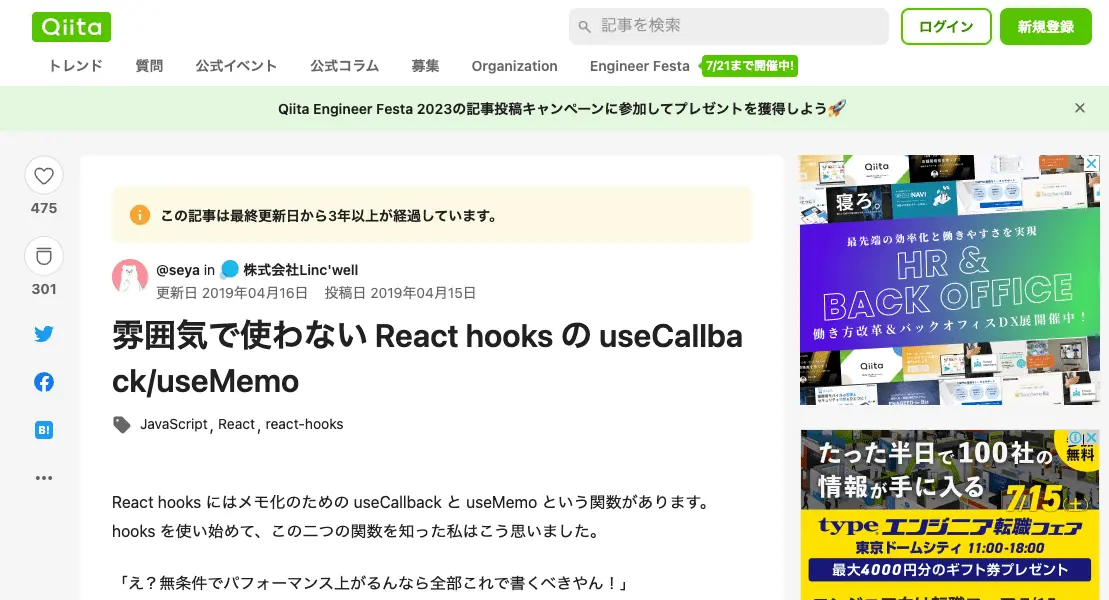 Qiita
記事を検索
ログイン
新規登録
トレンド 質問 公式イベント 公式コラム 募集 Organization Engineer Festa 7/21まで開催中!
Qiita Engineer Festa 2023の記事投稿キャンペーンに参加してプレゼントを獲得しよう🚀
475
301
B!
この記事は最終更新日から3年以上が経過しています。
@seya in 株式会社Linc'well
更新日 2019年04月16日 投稿日 2019年04月15日
雰囲気で使わない React hooks の useCallba
ck/useMemo
JavaScript, React, react-hooks
React hooks にはメモ化のための useCallback と useMemo という関数があります。
hooks を使い始めて、この二つの関数を知った私はこう思いました。
「え？無条件でパフォーマンス上がるんなら全部これで書くべきやん！」
Qiita
寝ろ。
最先端の効率化と働きやすさを実現
HR &
BACK OFFICE
働き方改革&バックオフィスDX展開催中！
Qiita
たった半日で100社の
情報が手に入る
無料
7.15(土)
typeエンジニア転職フェア
東京ドームシティ 11:00-18:00
最大4000円分のギフト券プレゼント